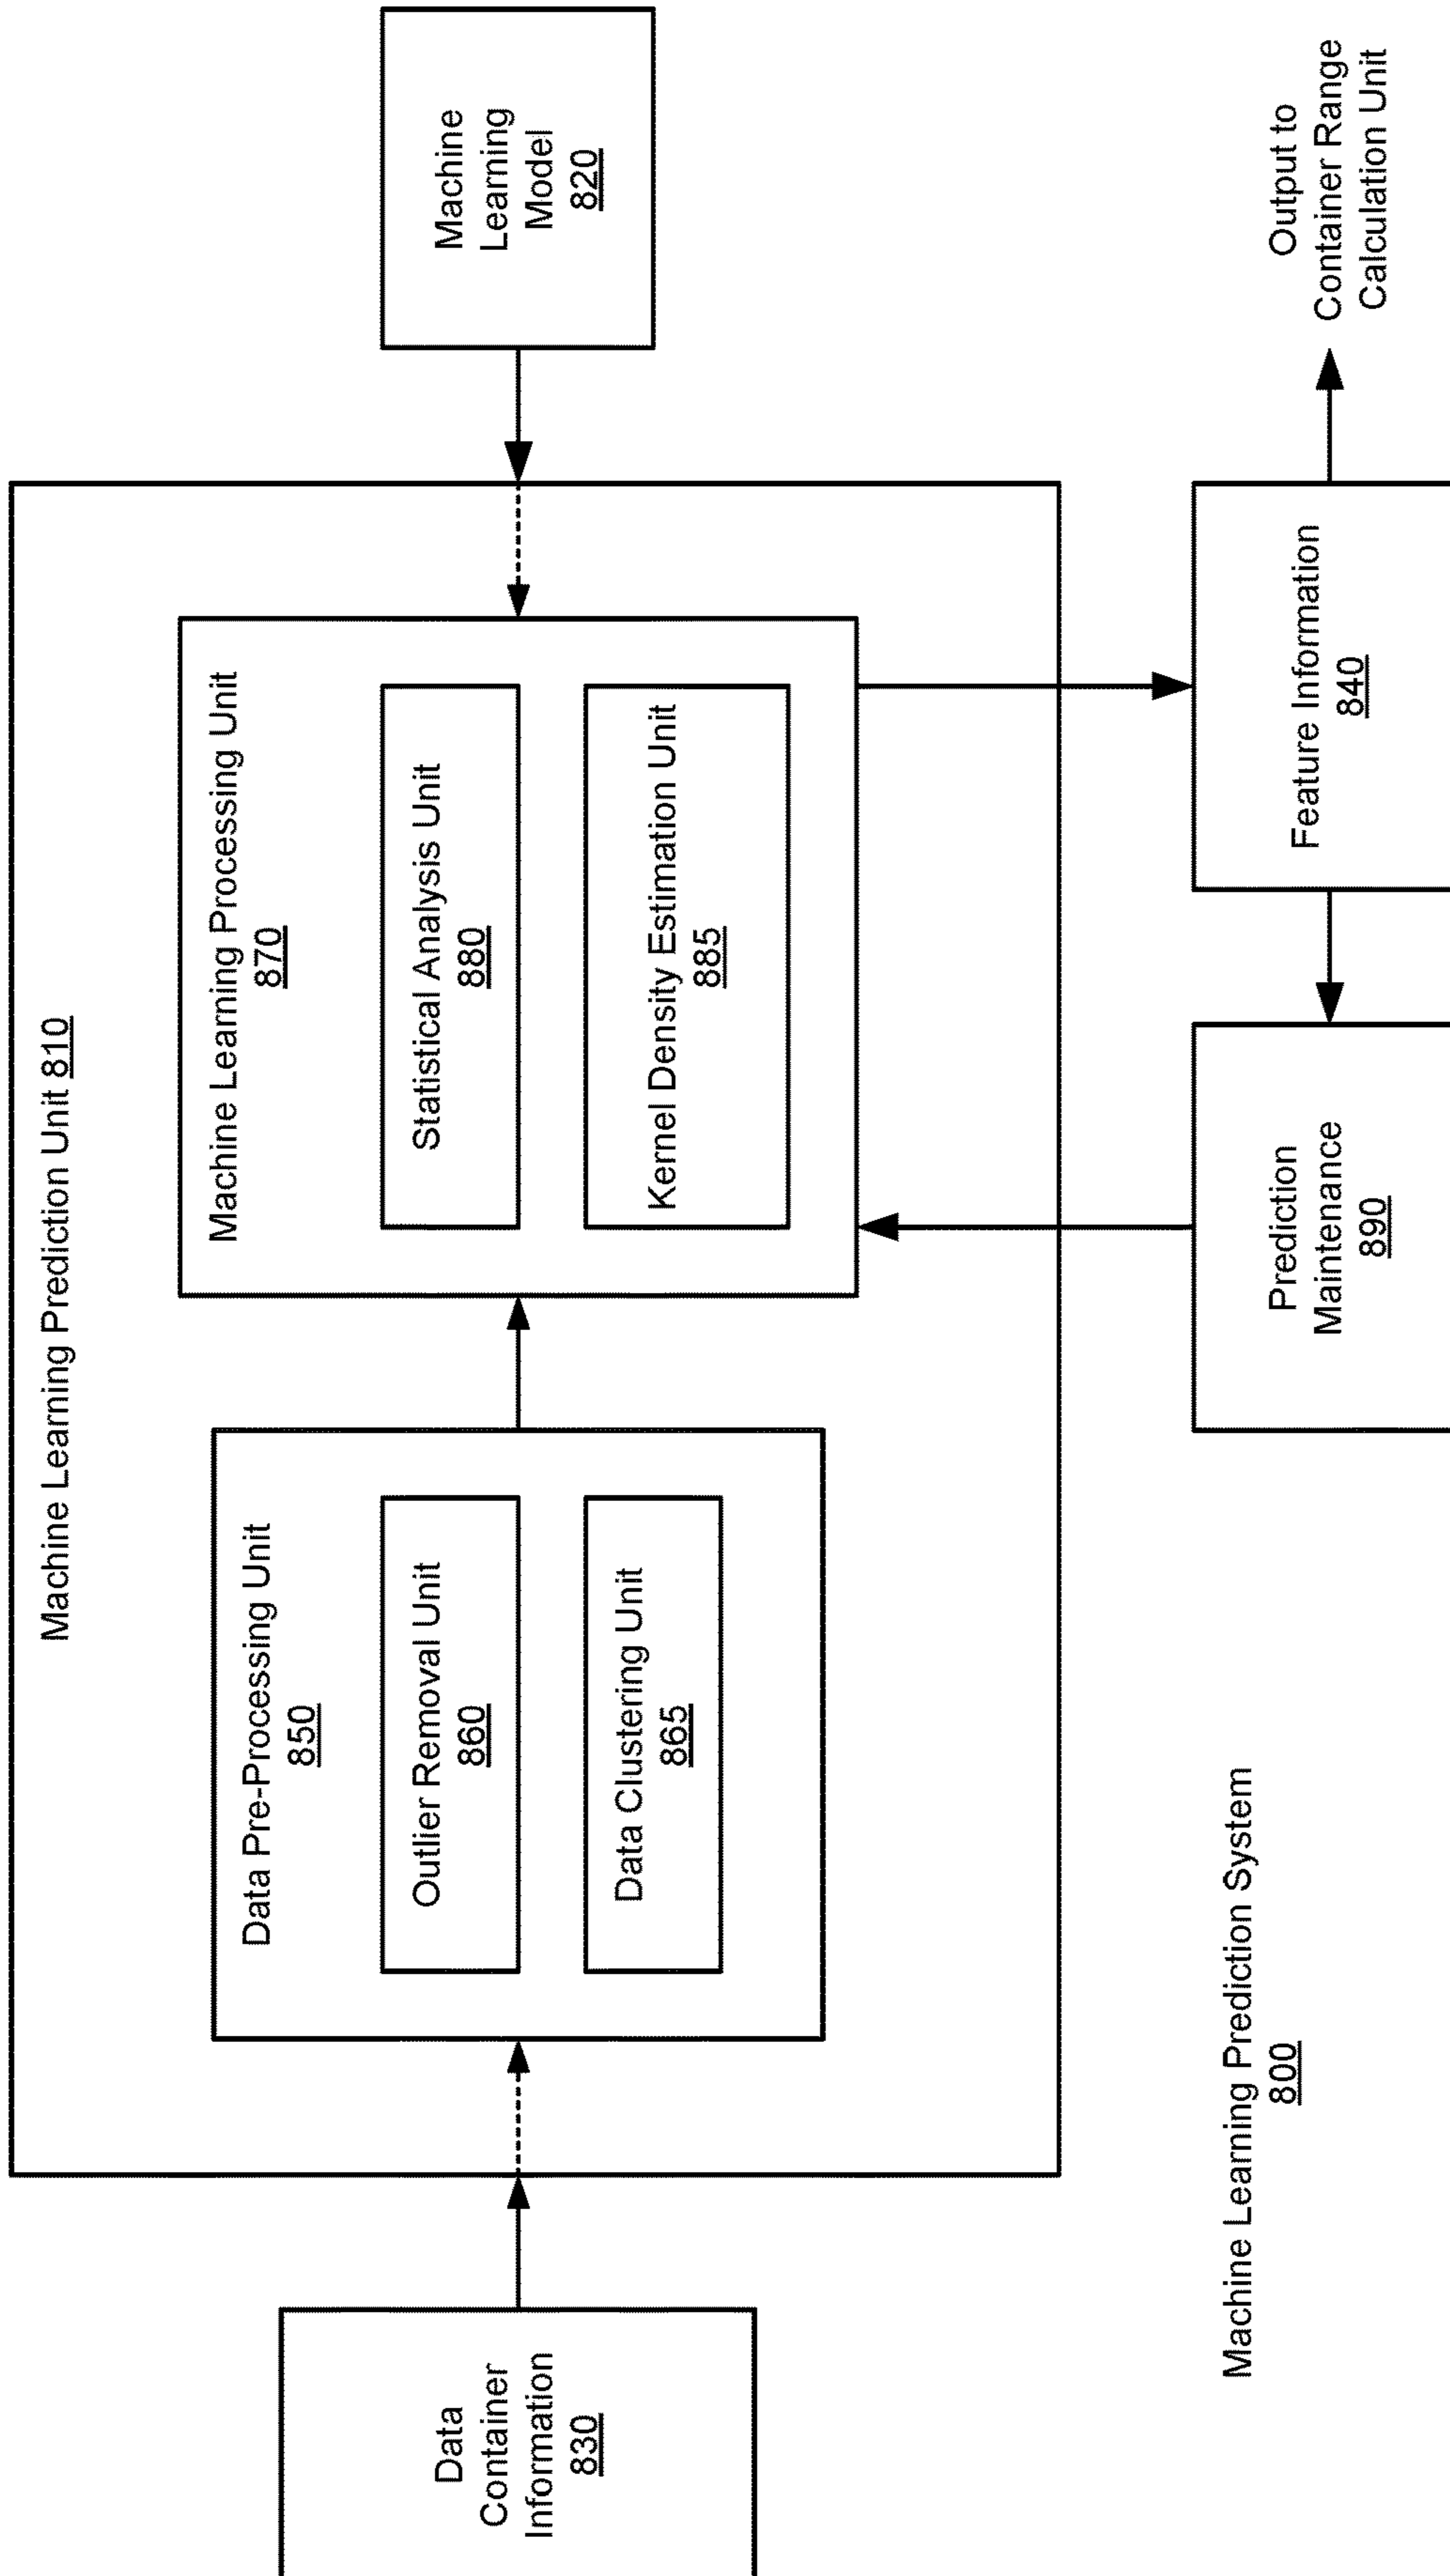 Machine Learning Prediction Unit 810
Data
Container
Information
830
Data Pre-Processing Unit
850
Outlier Removal Unit
860
Data Clustering Unit
865
Machine Learning Processing Unit
870
Statistical Analysis Unit
880
Kernel Density Estimation Unit
885
Machine
Learning
Model
820
Machine Learning Prediction System
800
Prediction
Maintenance
890
Feature Information
840
Output to
Container Range
Calculation Unit